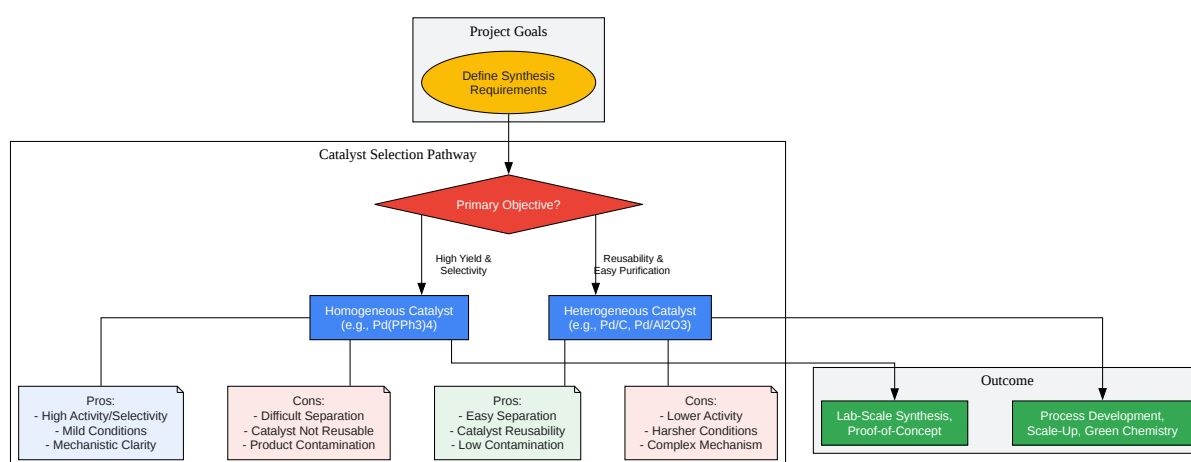 Project Goals
Define Synthesis
Requirements
Catalyst Selection Pathway
Primary Objective?
High Yield &
Selectivity
Reusability &
Easy Purification
Homogeneous Catalyst
(e.g., Pd(PPh3)4)
Heterogeneous Catalyst
(e.g., Pd/C, Pd/Al2O3)
Pros:
- High Activity/Selectivity
- Mild Conditions
- Mechanistic Clarity
Cons:
- Difficult Separation
- Catalyst Not Reusable
- Product Contamination
Pros:
- Easy Separation
- Catalyst Reusability
- Low Contamination
Cons:
- Lower Activity
- Harsher Conditions
- Complex Mechanism
Outcome
Lab-Scale Synthesis,
Proof-of-Concept
Process Development,
Scale-Up, Green Chemistry